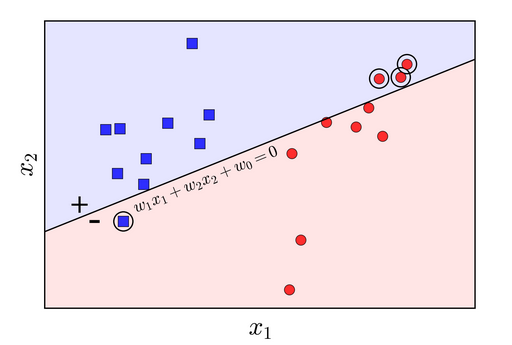 x₂
+
-
w₁x₁ + w₂x₂ + w₀ = 0
x₁